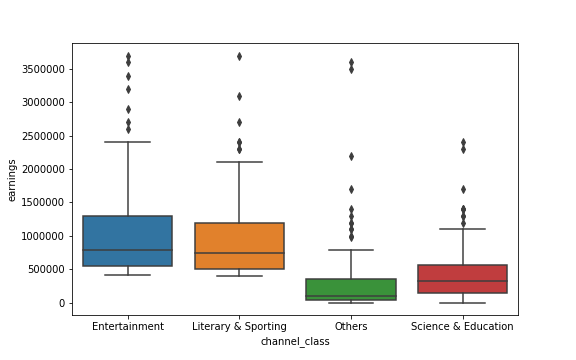 3500000
3000000
2500000
2000000
1500000
1000000
500000
0
earnings
Entertainment
Literary & Sporting
Others
Science & Education
channel_class